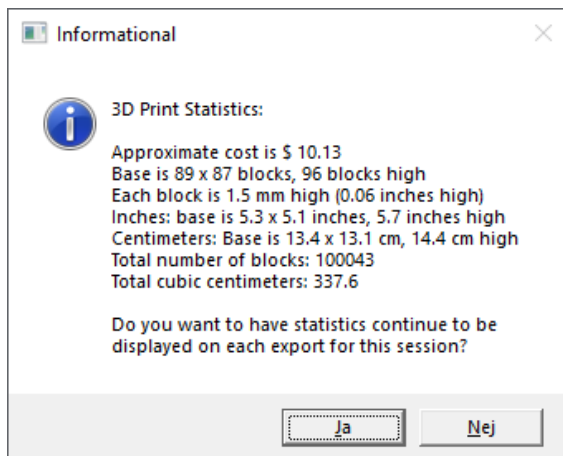 Informational
3D Print Statistics:
Approximate cost is $ 10.13
Base is 89 x 87 blocks, 96 blocks high
Each block is 1.5 mm high (0.06 inches high)
Inches: base is 5.3 x 5.1 inches, 5.7 inches high
Centimeters: Base is 13.4 x 13.1 cm, 14.4 cm high
Total number of blocks: 100043
Total cubic centimeters: 337.6
Do you want to have statistics continue to be
displayed on each export for this session?
Ja Nej